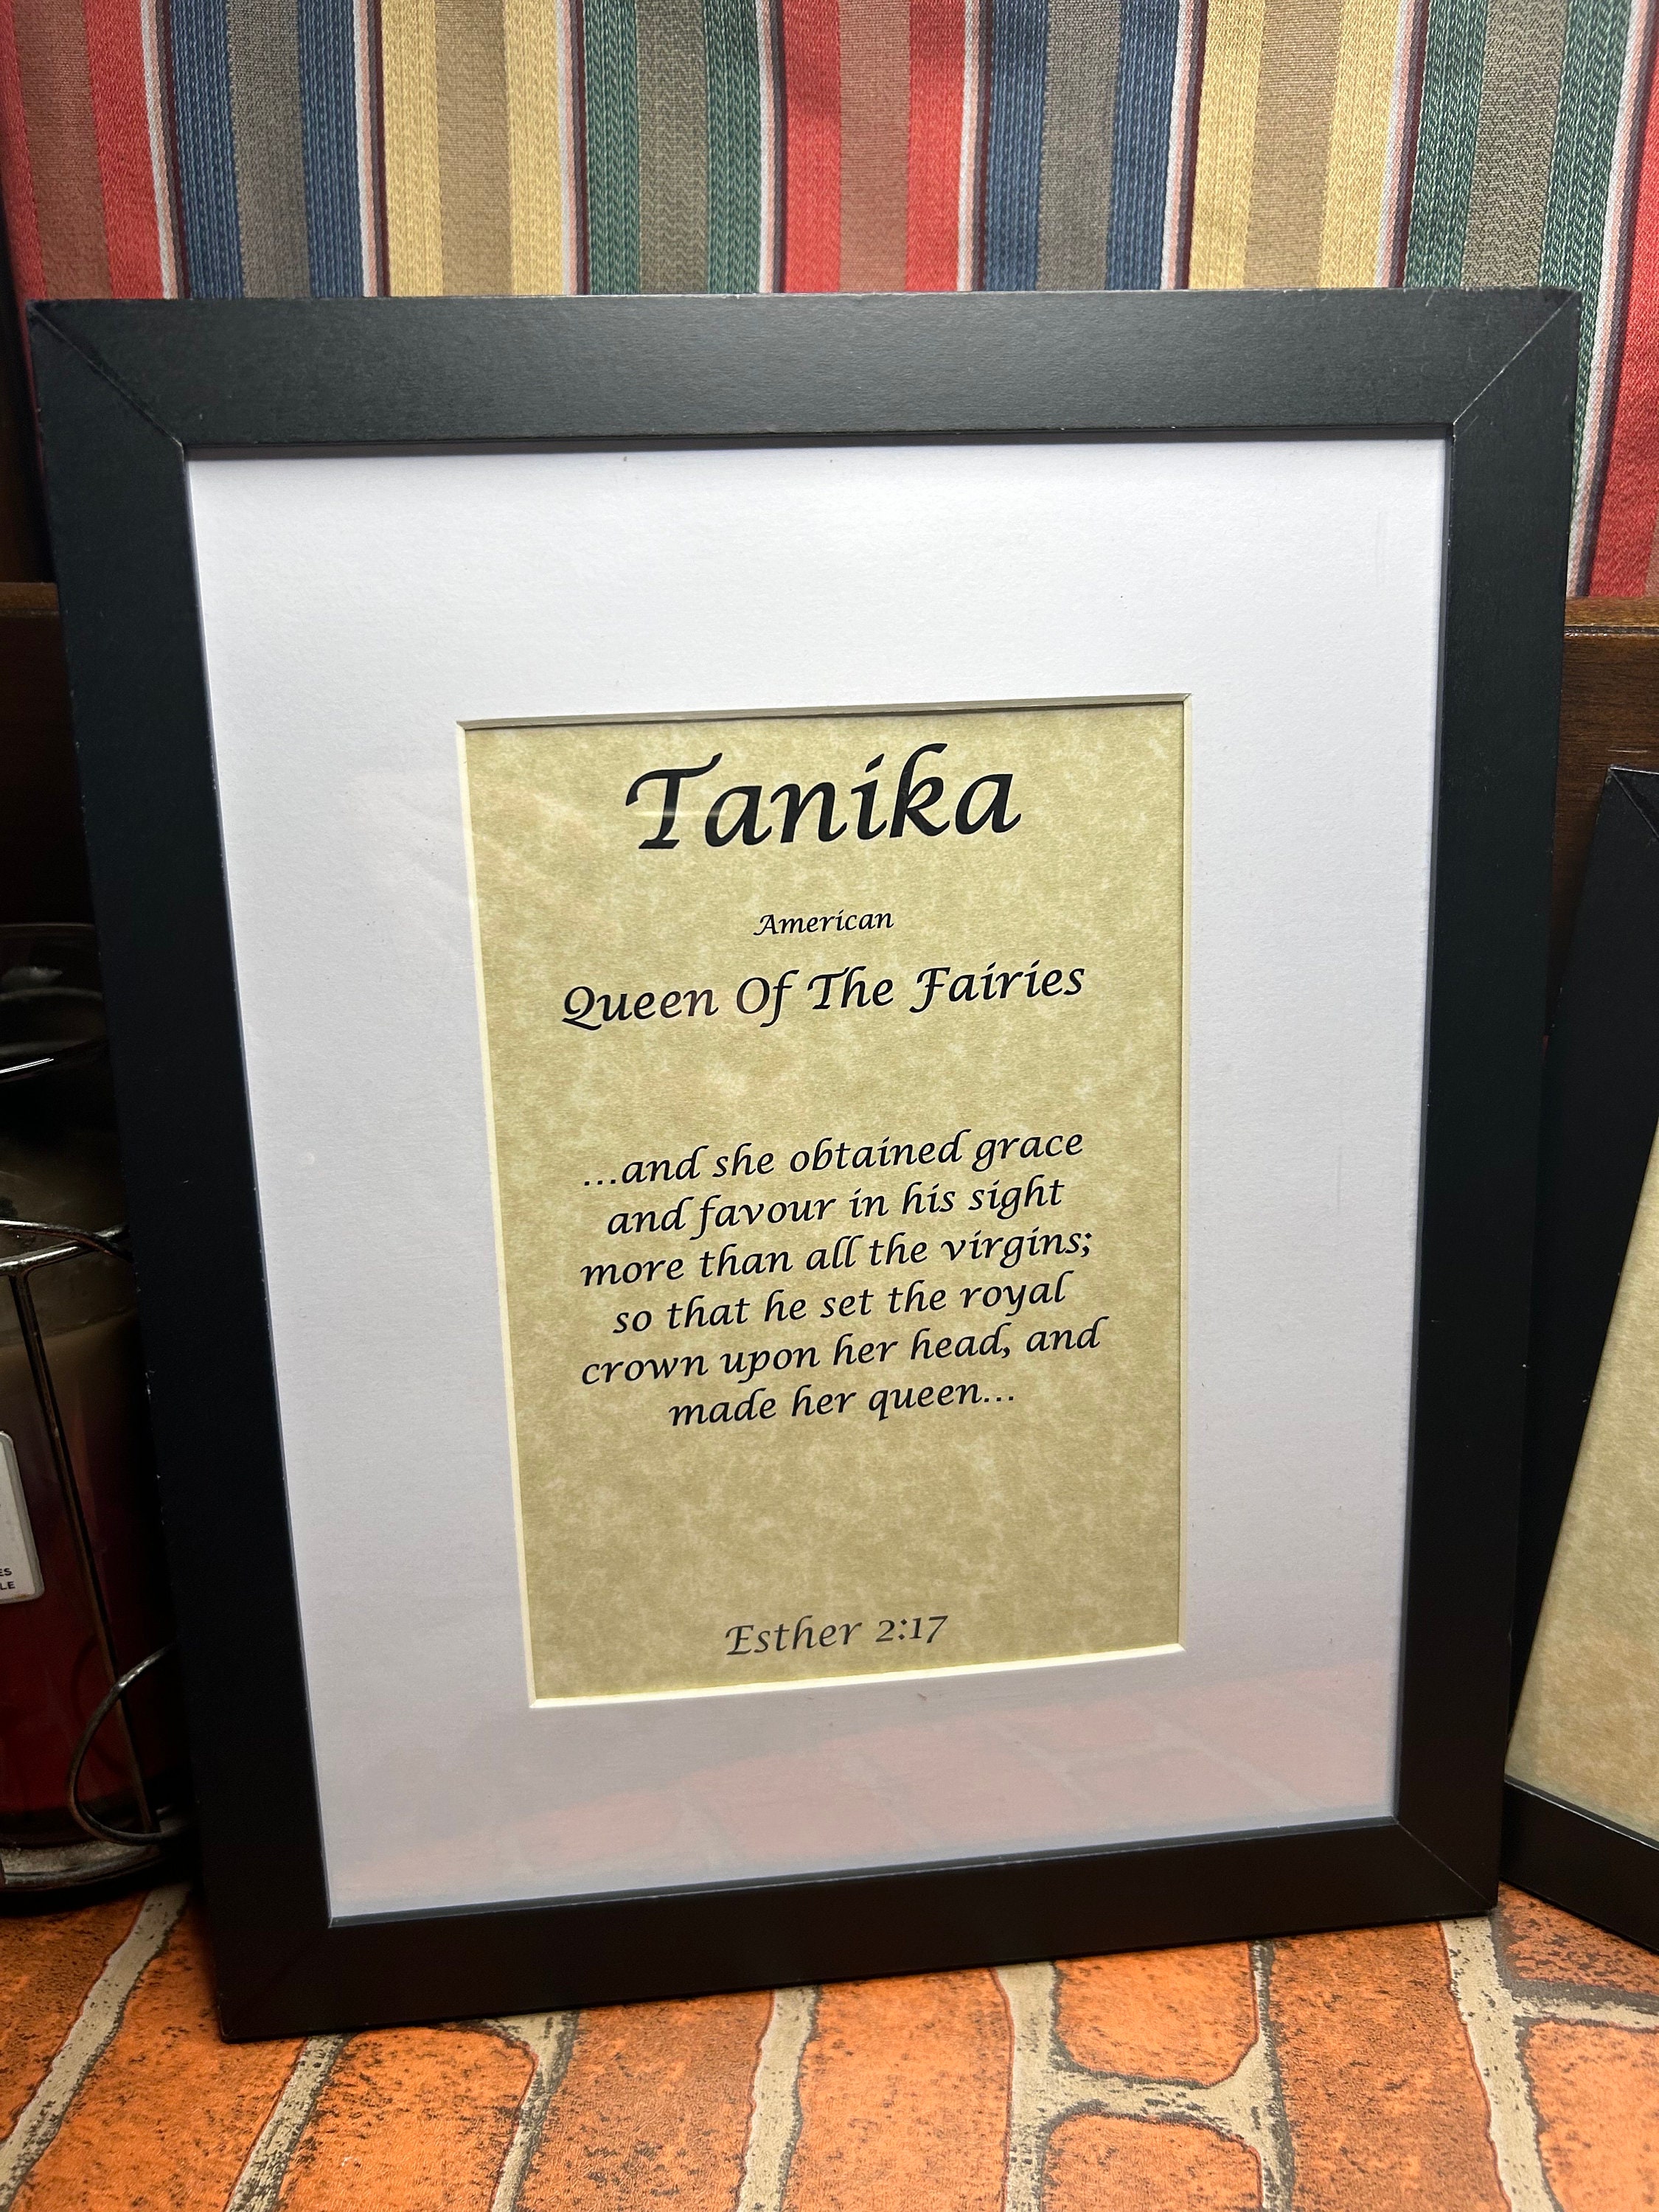 Tanika
American
Queen Of The Fairies
...and she obtained grace
and favour in his sight
more than all the virgins;
so that he set the royal
crown upon her head, and
made her queen...
Esther 2:17